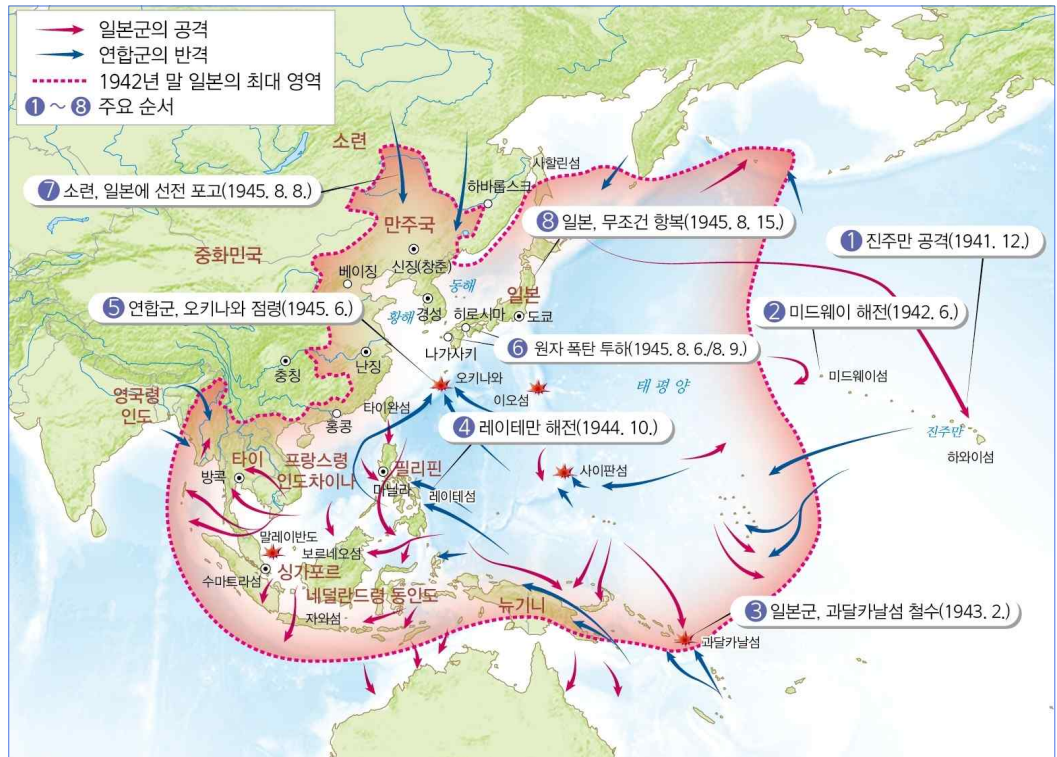 일본군의 공격
연합군의 반격
1942년 말 일본의 최대 영역
1 ~ 8 주요 순서
소련
사할린섬
7 소련, 일본에 선전 포고(1945. 8. 8.)
하바롭스크
만주국
8 일본, 무조건 항복(1945. 8. 15.)
1 진주만 공격(1941. 12.)
중화민국
신징(창춘)
베이징
동해
일본
5 연합군, 오키나와 점령(1945. 6.)
황해
경성
히로시마
도쿄
2 미드웨이 해전(1942. 6.)
나가사키
6 원자 폭탄 투하(1945. 8. 6./8. 9.)
충칭
난징
오키나와
이오섬
태평양
미드웨이섬
영국령
인도
타이완섬
홍콩
4 레이테만 해전(1944. 10.)
진주만
하와이섬
타이
프랑스령
인도차이나
방콕
필리핀
마닐라
레이테섬
사이판섬
말레이반도
보르네오섬
싱가포르
수마트라섬
네덜란드령 동인도
자와섬
뉴기니
3 일본군, 과달카날섬 철수(1943. 2.)
과달카날섬